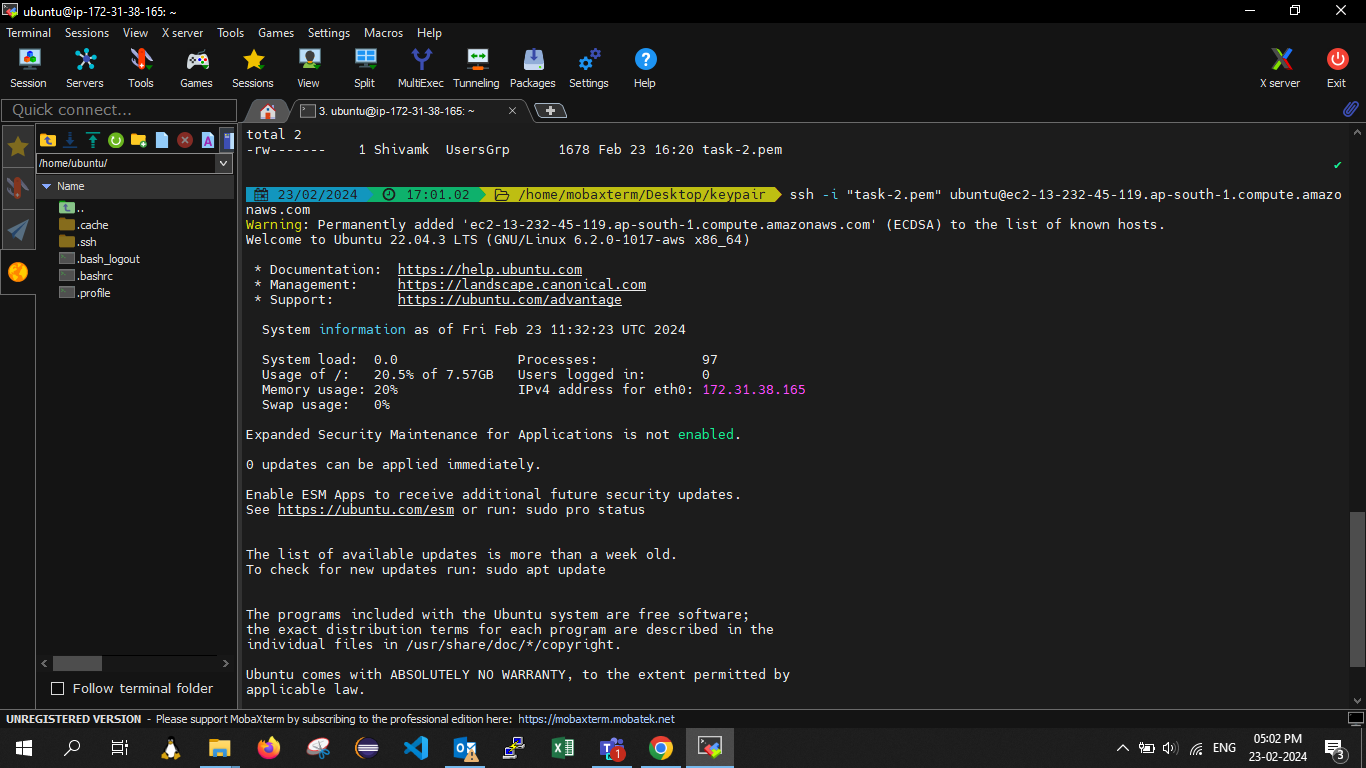 ubuntu@ip-172-31-38-165: ~
Terminal Sessions View X server Tools Games Settings Macros Help
Session Servers Tools Games Sessions View Split MultiExec Tunneling Packages Settings Help X server Exit
Quick connect...
3. ubuntu@ip-172-31-38-165: ~
/home/ubuntu/
Name
..
.cache
.ssh
.bash_logout
.bashrc
.profile
Follow terminal folder
total 2
-rw------- 1 Shivamk UsersGrp 1678 Feb 23 16:20 task-2.pem
23/02/2024 17:01.02 /home/mobaxterm/Desktop/keypair ssh -i "task-2.pem" ubuntu@ec2-13-232-45-119.ap-south-1.compute.amazo
naws.com
Warning: Permanently added 'ec2-13-232-45-119.ap-south-1.compute.amazonaws.com' (ECDSA) to the list of known hosts.
Welcome to Ubuntu 22.04.3 LTS (GNU/Linux 6.2.0-1017-aws x86_64)
* Documentation: https://help.ubuntu.com
* Management: https://landscape.canonical.com
* Support: https://ubuntu.com/advantage
System information as of Fri Feb 23 11:32:23 UTC 2024
System load: 0.0 Processes: 97
Usage of /: 20.5% of 7.57GB Users logged in: 0
Memory usage: 20% IPv4 address for eth0: 172.31.38.165
Swap usage: 0%
Expanded Security Maintenance for Applications is not enabled.
0 updates can be applied immediately.
Enable ESM Apps to receive additional future security updates.
See https://ubuntu.com/esm or run: sudo pro status
The list of available updates is more than a week old.
To check for new updates run: sudo apt update
The programs included with the Ubuntu system are free software;
the exact distribution terms for each program are described in the
individual files in /usr/share/doc/*/copyright.
Ubuntu comes with ABSOLUTELY NO WARRANTY, to the extent permitted by
applicable law.
UNREGISTERED VERSION - Please support MobaXterm by subscribing to the professional edition here: https://mobaxterm.mobatek.net
1
ENG
05:02 PM
23-02-2024
3